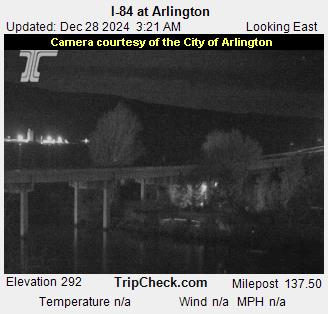 I-84 at Arlington
Updated: Dec 28 2024 3:21 AM Looking East
Camera courtesy of the City of Arlington
Elevation 292 TripCheck.com Milepost 137.50
Temperature n/a Wind n/a MPH n/a